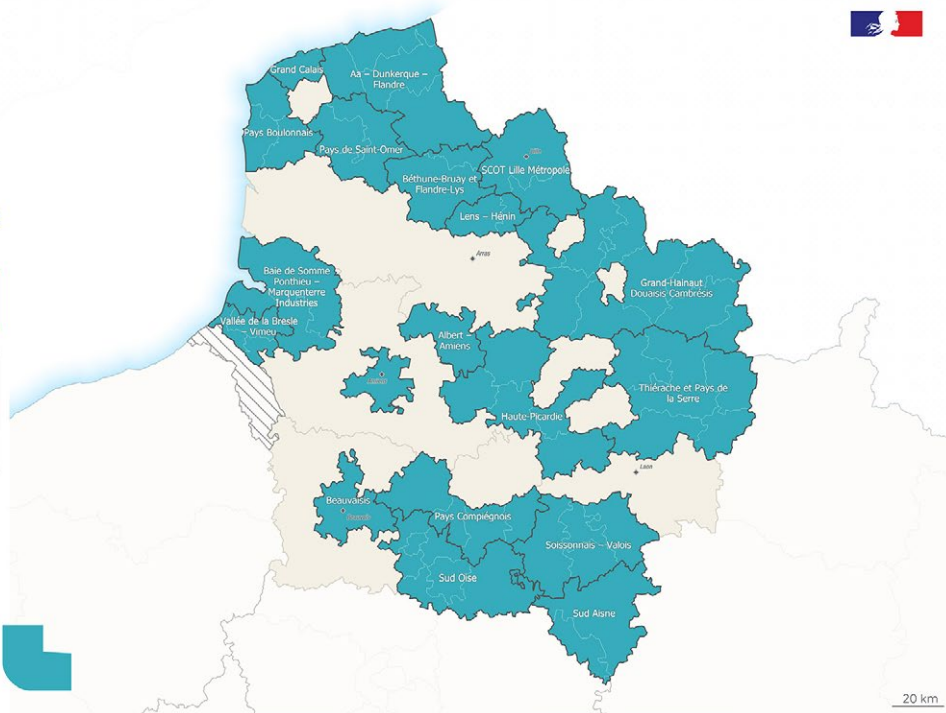 Grand Calais
Aa – Dunkerque –
Flandre
Pays Boulonnais
Pays de Saint-Omer
Lille
SCOT Lille Métropole
Béthune-Bruay et
Flandre-Lys
Lens – Hénin
Arras
Baie de Somme
Ponthieu –
Marquenterre
Industries
Grand-Hainaut
Douaisis-Cambrésis
Vallée de la Bresle
– Vimeu
Albert –
Amiens
Amiens
Thiérache et Pays de
la Serre
Haute-Picardie
Laon
Beauvaisis
Beauvais
Pays Compiégnois
Soissonnais – Valois
Sud Oise
Sud Aisne
20 km